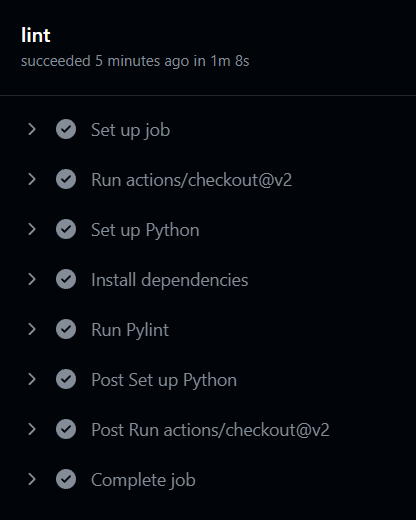 lint
succeeded 5 minutes ago in 1m 8s
Set up job
Run actions/checkout@v2
Set up Python
Install dependencies
Run Pylint
Post Set up Python
Post Run actions/checkout@v2
Complete job